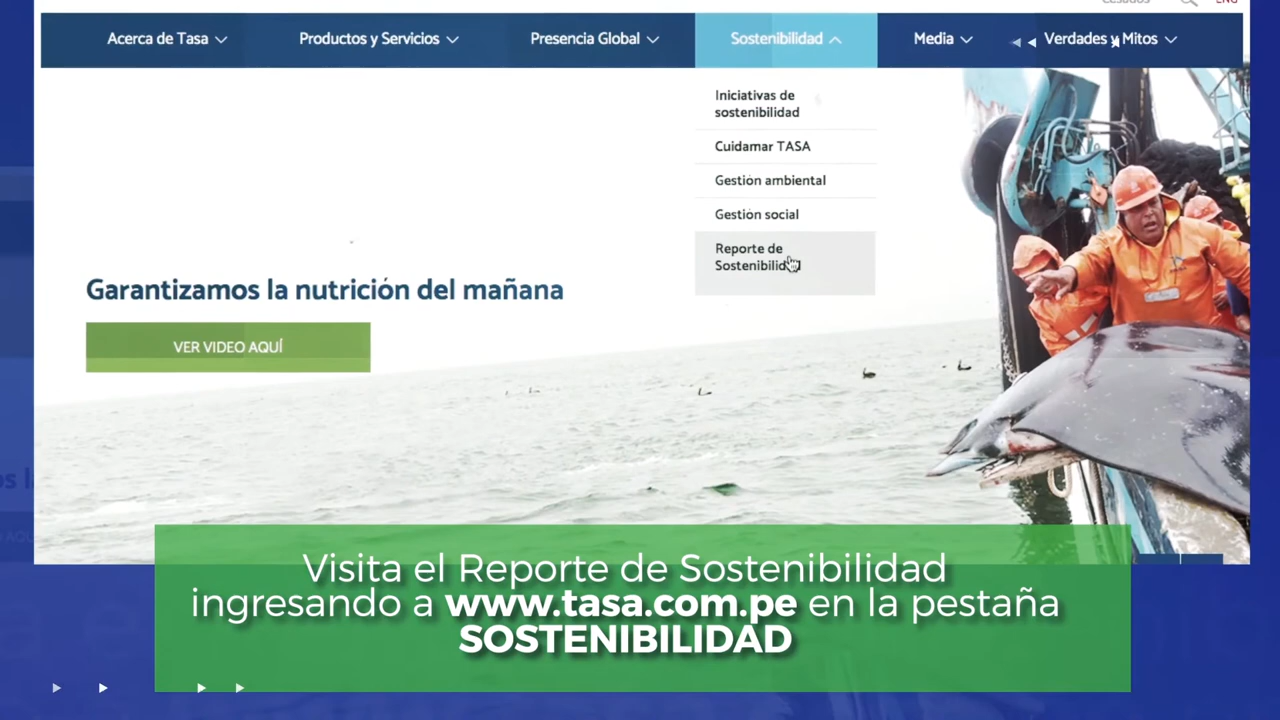 ENG
Acerca de Tasa
Productos y Servicios
Presencia Global
Sostenibilidad
Media
Verdades y Mitos
Iniciativas de
sostenibilidad
Cuidamar TASA
Gestión ambiental
Gestión social
Reporte de
Sostenibilidad
Garantizamos la nutrición del mañana
VER VIDEO AQUÍ
Visita el Reporte de Sostenibilidad
ingresando a www.tasa.com.pe en la pestaña
SOSTENIBILIDAD